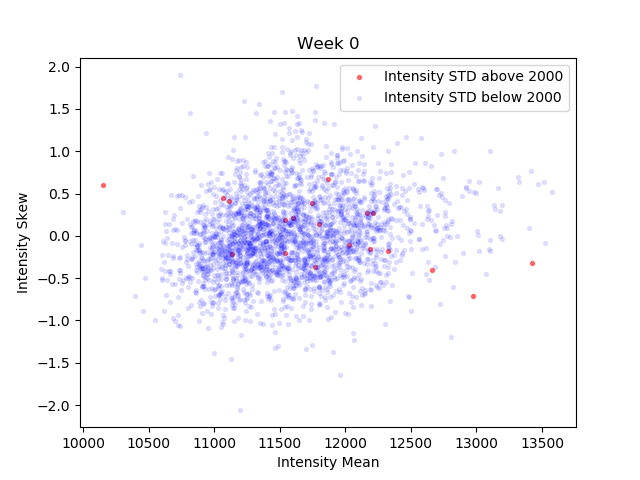 Week 0
Intensity STD above 2000
Intensity STD below 2000
Intensity Skew
2.0
1.5
1.0
0.5
0.0
−0.5
−1.0
−1.5
−2.0
10000 10500 11000 11500 12000 12500 13000 13500
Intensity Mean